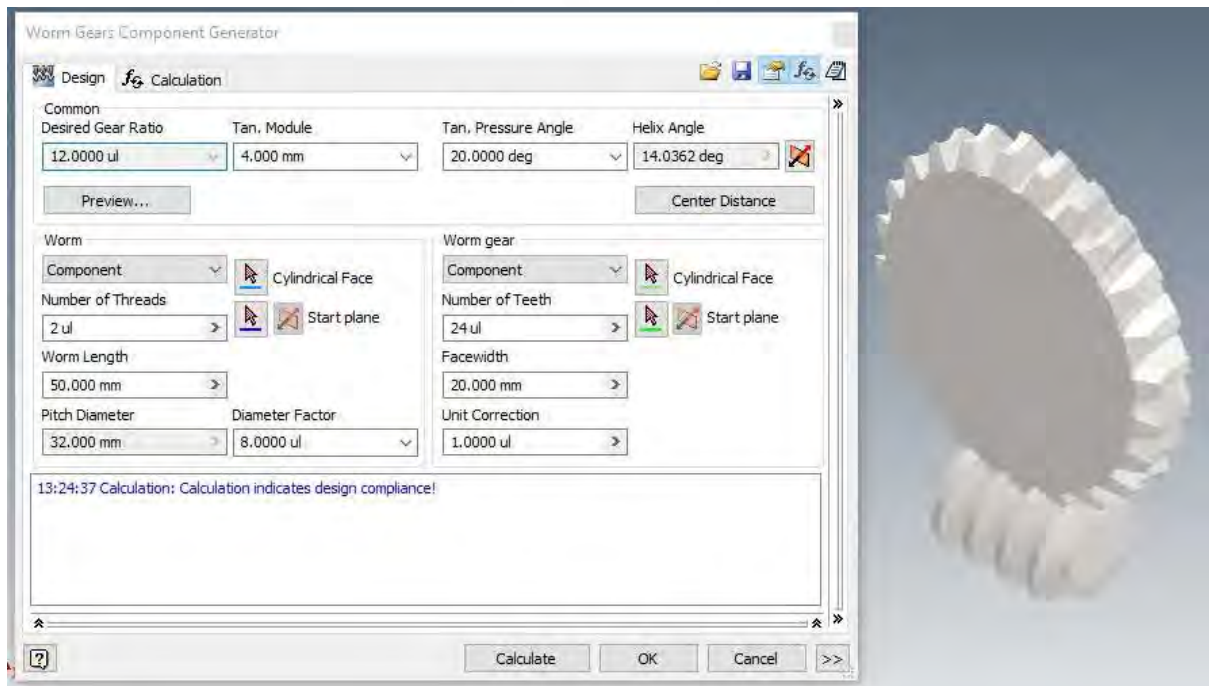 Worm Gears Component Generator
Design Calculation
Common
Desired Gear Ratio Tan. Module Tan. Pressure Angle Helix Angle
12.0000 ul 4.000 mm 20.0000 deg 14.0362 deg
Preview... Center Distance
Worm Worm gear
Component Cylindrical Face Component Cylindrical Face
Number of Threads Number of Teeth
2 ul Start plane 24 ul Start plane
Worm Length Facewidth
50.000 mm 20.000 mm
Pitch Diameter Diameter Factor Unit Correction
32.000 mm 8.0000 ul 1.0000 ul
13:24:37 Calculation: Calculation indicates design compliance!
Calculate OK Cancel >>